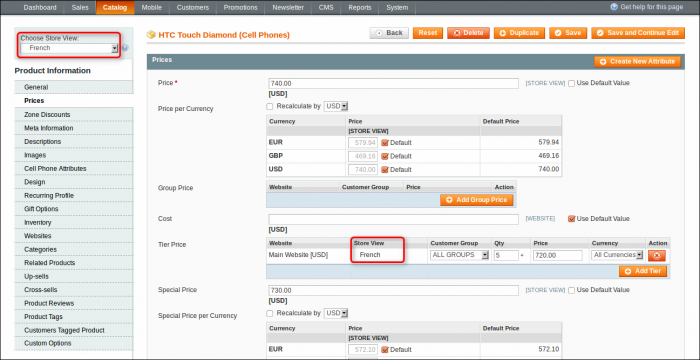 Dashboard Sales Catalog Mobile Customers Promotions Newsletter CMS Reports System Get help for this page
Choose Store View:
French
Product Information
General
Prices
Zone Discounts
Meta Information
Descriptions
Images
Cell Phone Attributes
Design
Recurring Profile
Gift Options
Inventory
Websites
Categories
Related Products
Up-sells
Cross-sells
Product Reviews
Product Tags
Customers Tagged Product
Custom Options
HTC Touch Diamond (Cell Phones) Back Reset Delete Duplicate Save Save and Continue Edit
Prices Create New Attribute
Price * 740.00 [STORE VIEW] Use Default Value
[USD]
Price per Currency Recalculate by USD
Currency Price Default Price
[STORE VIEW]
EUR 579.94 Default 579.94
GBP 469.16 Default 469.16
USD 740.00 Default 740.00
Group Price Website Customer Group Price Action
Add Group Price
Cost [WEBSITE] Use Default Value
[USD]
Tier Price Website Store View Customer Group Qty Price Currency Action
Main Website [USD] French ALL GROUPS 5 + 720.00 All Currencies
Add Tier
Special Price 730.00 [STORE VIEW] Use Default Value
[USD]
Special Price per Currency Recalculate by USD
Currency Price Default Price
[STORE VIEW]
EUR 572.10 Default 572.10